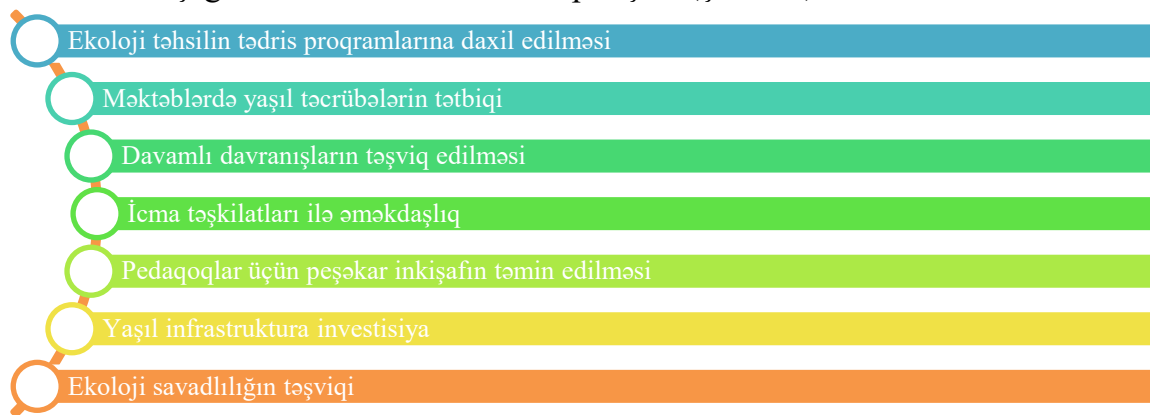 Ekoloji təhsilin tədris proqramlarına daxil edilməsi
Məktəblərdə yaşıl təcrübələrin tətbiqi
Davamlı davranışların təşviq edilməsi
İcma təşkilatları ilə əməkdaşlıq
Pedaqoqlar üçün peşəkar inkişafın təmin edilməsi
Yaşıl infrastruktura investisiya
Ekoloji savadlılığın təşviqi